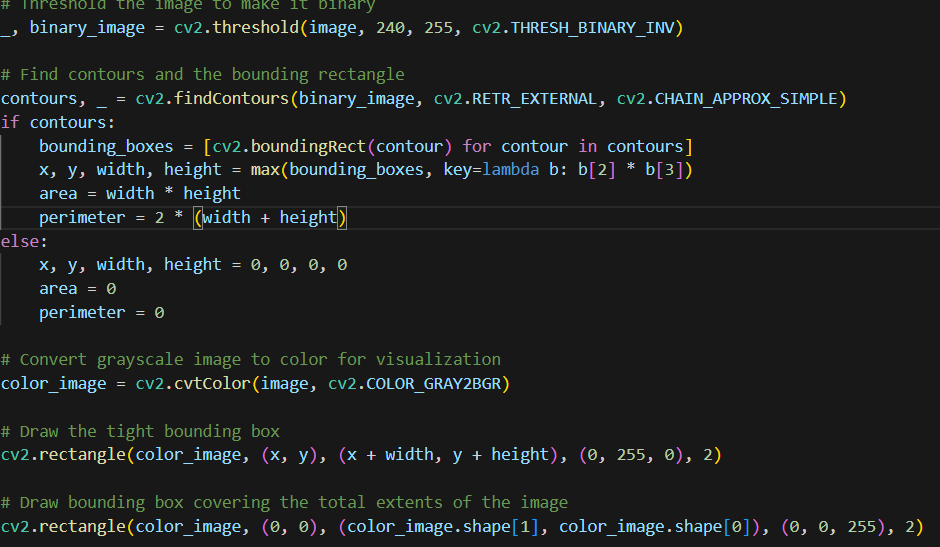 # Threshold the image to make it binary
_, binary_image = cv2.threshold(image, 240, 255, cv2.THRESH_BINARY_INV)

# Find contours and the bounding rectangle
contours, _ = cv2.findContours(binary_image, cv2.RETR_EXTERNAL, cv2.CHAIN_APPROX_SIMPLE)
if contours:
    bounding_boxes = [cv2.boundingRect(contour) for contour in contours]
    x, y, width, height = max(bounding_boxes, key=lambda b: b[2] * b[3])
    area = width * height
    perimeter = 2 * (width + height)
else:
    x, y, width, height = 0, 0, 0, 0
    area = 0
    perimeter = 0

# Convert grayscale image to color for visualization
color_image = cv2.cvtColor(image, cv2.COLOR_GRAY2BGR)

# Draw the tight bounding box
cv2.rectangle(color_image, (x, y), (x + width, y + height), (0, 255, 0), 2)

# Draw bounding box covering the total extents of the image
cv2.rectangle(color_image, (0, 0), (color_image.shape[1], color_image.shape[0]), (0, 0, 255), 2)